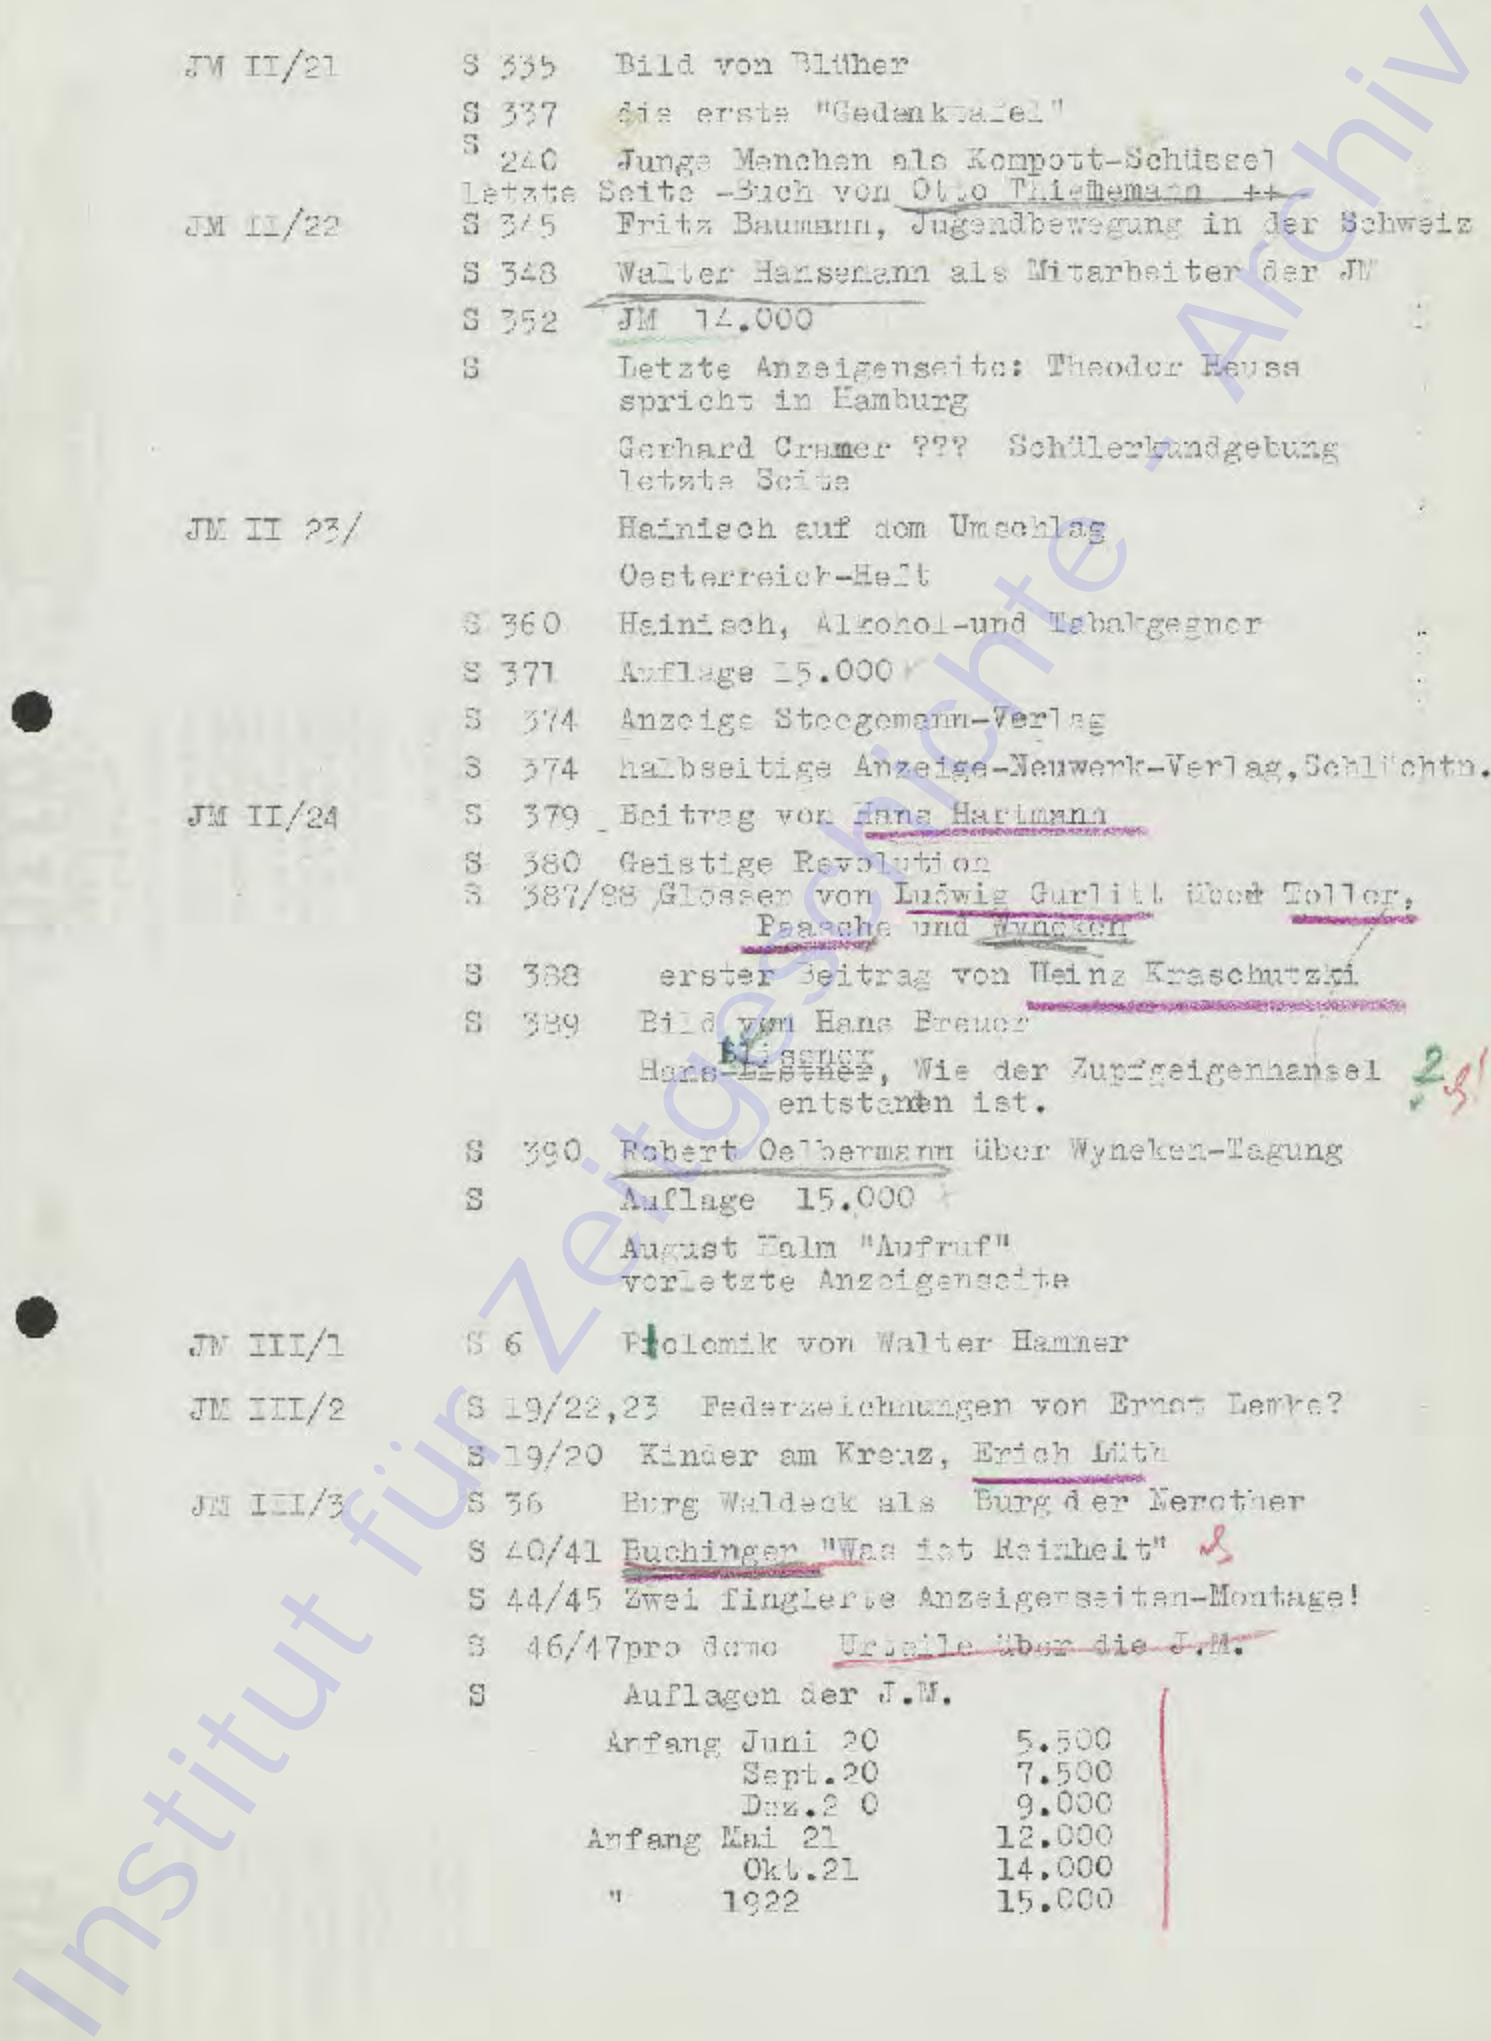 JM II/21 S 335 Bild von Blüher
S 337 die erste "Gedenktafel"
S 240 Junge Menchen als Kompott-Schüssel
Letzte Seite -Buch von Otto Thiemann ++
JM II/22 S 345 Fritz Baumann, Jugendbewegung in der Schweiz
S 348 Walter Hansemann als Mitarbeiter der JM
S 352 JM 14.000
S Letzte Anzeigenseite: Theodor Heuss
spricht in Hamburg
Gerhard Cramer ??? Schülerkundgebung
letzte Seite
JM II 23/ Hainisch auf dem Umschlag
Oesterreich-Heft
S 360 Hainisch, Alkohol-und Tabakgegner
S 371 Auflage 15.000
S 374 Anzeige Steegemann-Verlag
S 374 halbseitige Anzeige-Neuwerk-Verlag,Schlüchtn.
JM II/24 S 379 Beitrag von Hans Hartmann
S 380 Geistige Revolution
S 387/88 Glossen von Ludwig Gurlitt über Toller,
Paasche und Wyneken
S 388 erster Beitrag von Heinz Kraschutzki
S 389 Bild von Hans Breuer
Lissner
Hans Listner, Wie der Zupfgeigenhansel 2
entstanden ist.
S 390 Robert Oelbermann über Wyneken-Tagung
S Auflage 15.000
August Halm "Aufruf"
vorletzte Anzeigenseite
JM III/1 S 6 Polemik von Walter Hammer
JM III/2 S 19/22,23 Federzeichnungen von Ernst Lemke?
S 19/20 Kinder am Kreuz, Erich Lüth
JM III/3 S 36 Burg Waldeck als Burg der Nerother
S 40/41 Buchinger "Was ist Reinheit"
S 44/45 Zwei fingierte Anzeigenseiten-Montage!
S 46/47pro domo Urteile über die J.M.
S Auflagen der J.M.
Anfang Juni 20 5.500
Sept.20 7.500
Dez.2 0 9.000
Anfang Mai 21 12.000
Okt.21 14.000
" 1922 15.000
Institut für Zeitgeschichte - Archiv